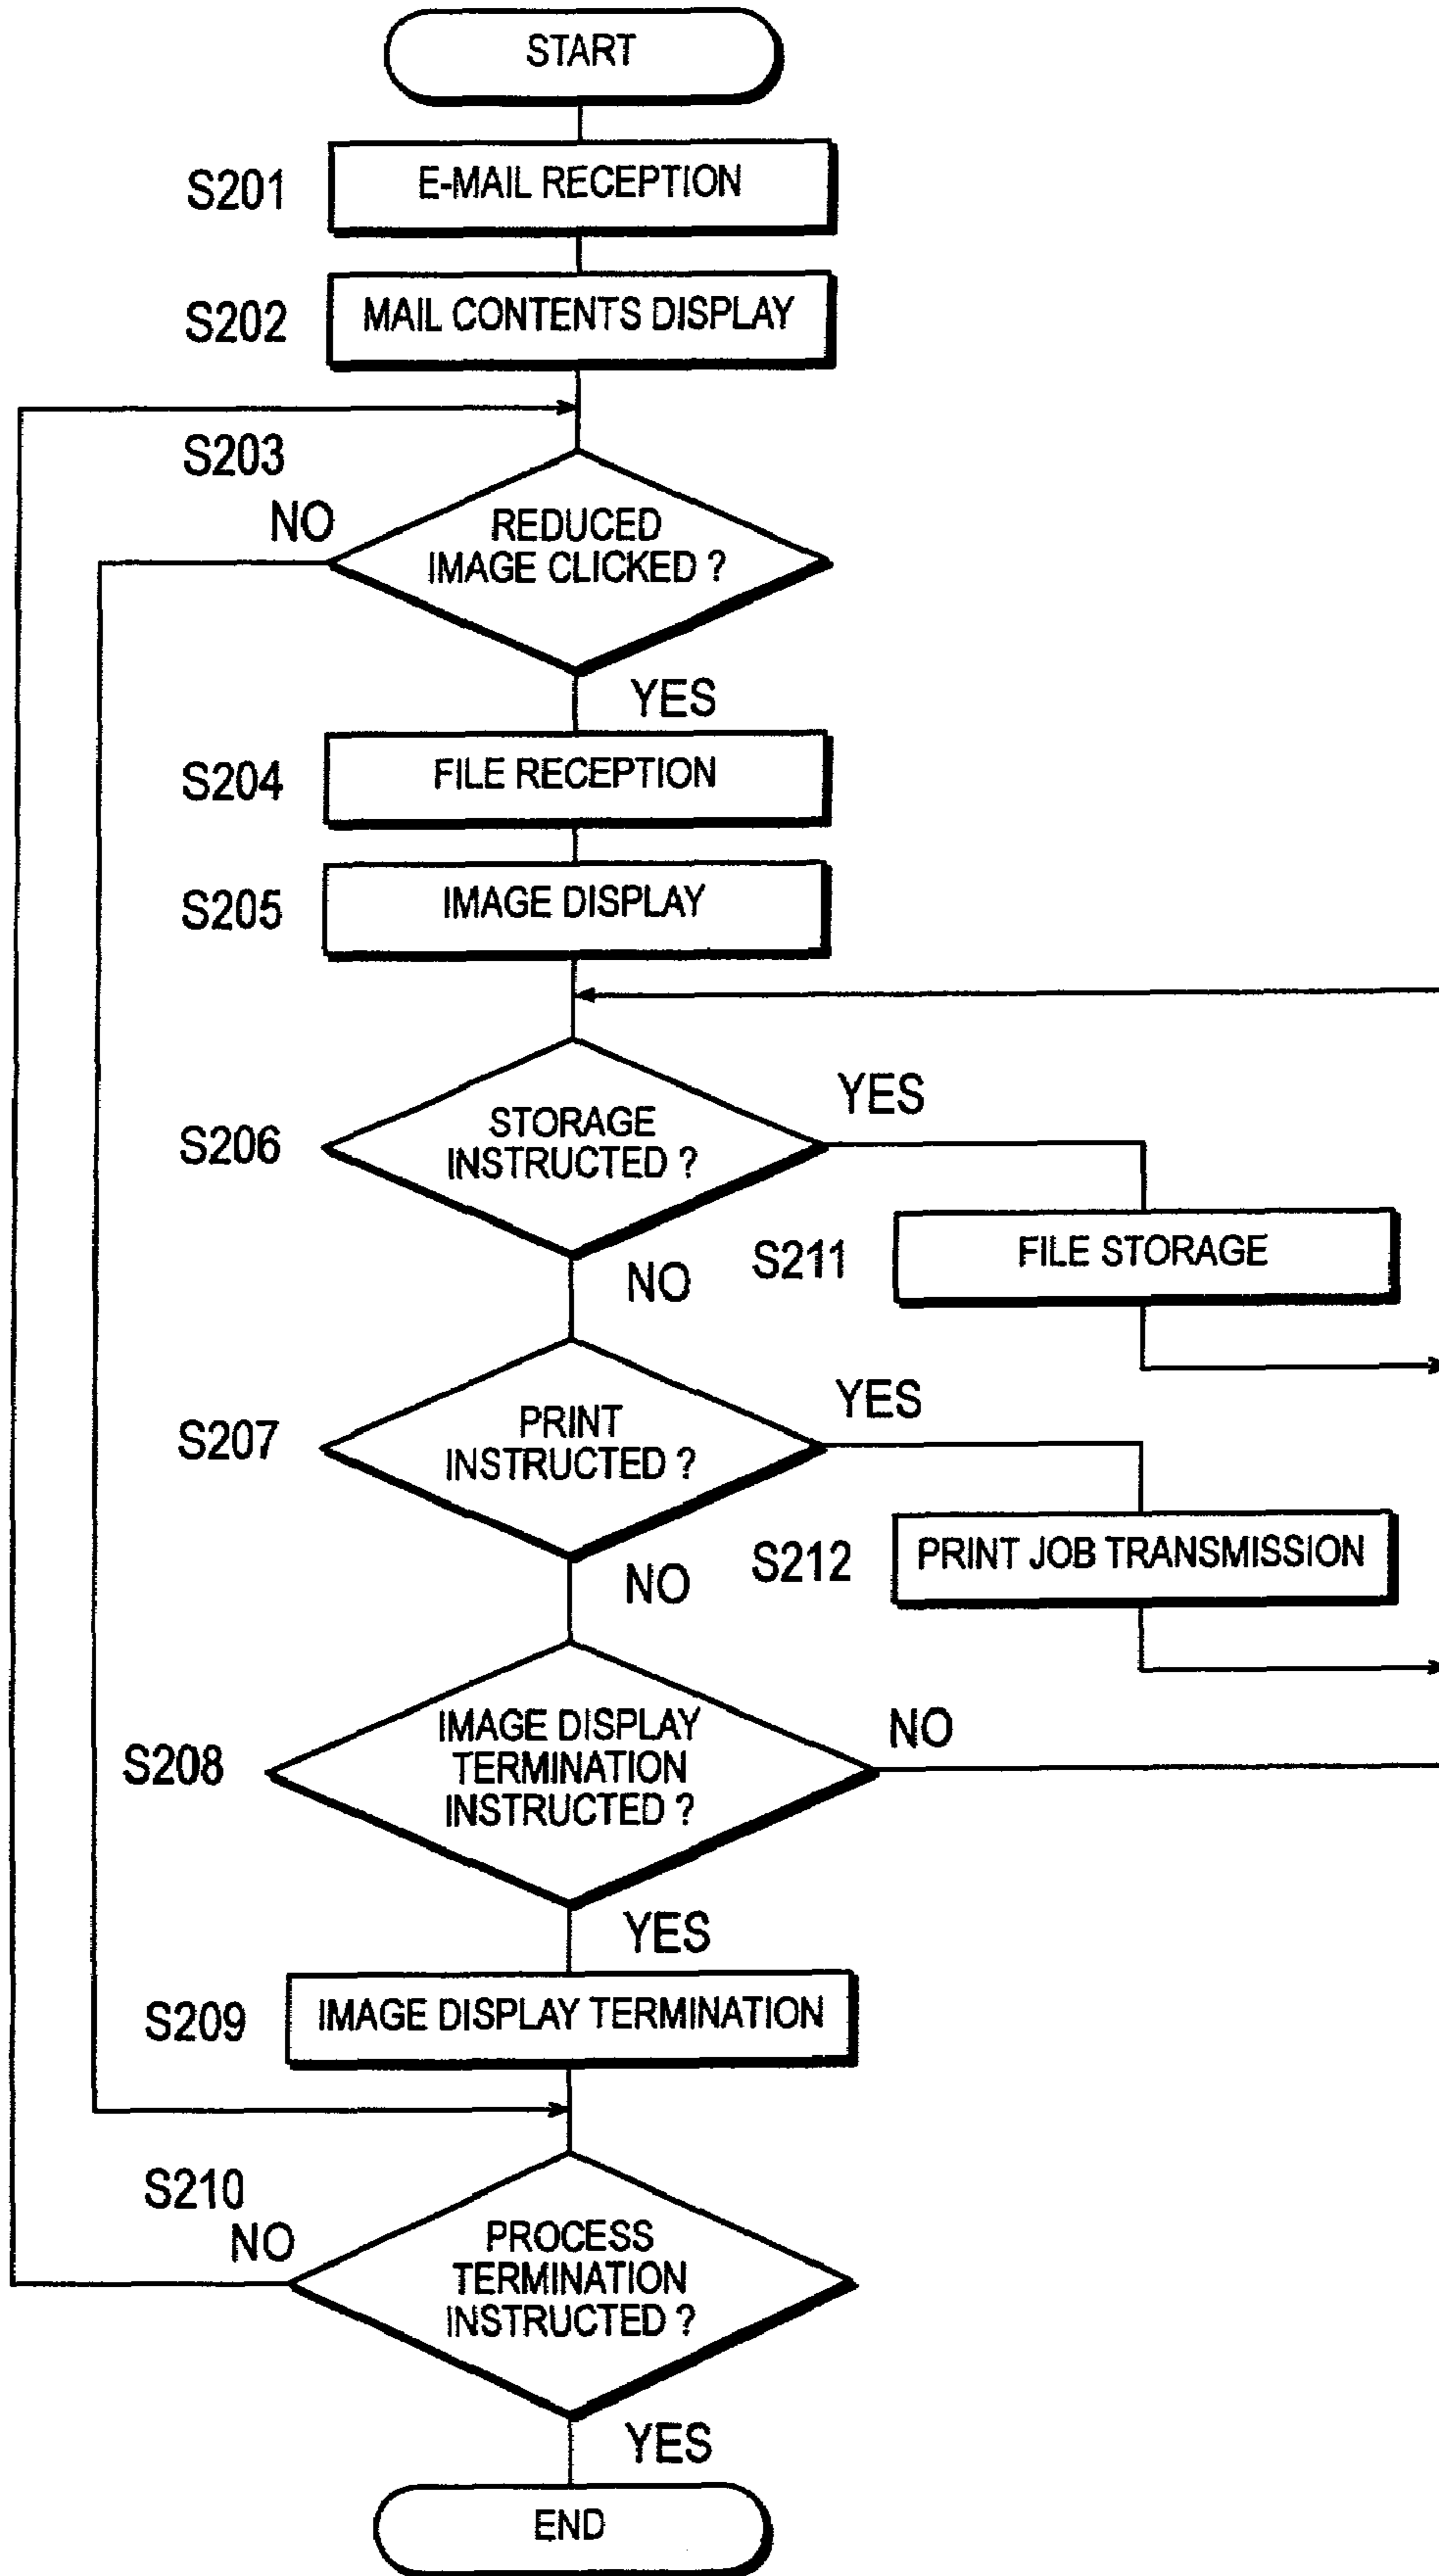 START
S201
E-MAIL RECEPTION
S202
MAIL CONTENTS DISPLAY
S203
NO
REDUCED
IMAGE CLICKED ?
YES
S204
FILE RECEPTION
S205
IMAGE DISPLAY
S206
STORAGE
INSTRUCTED ?
YES
NO
S211
FILE STORAGE
S207
PRINT
INSTRUCTED ?
YES
NO
S212
PRINT JOB TRANSMISSION
S208
IMAGE DISPLAY
TERMINATION
INSTRUCTED ?
NO
YES
S209
IMAGE DISPLAY TERMINATION
S210
NO
PROCESS
TERMINATION
INSTRUCTED ?
YES
END